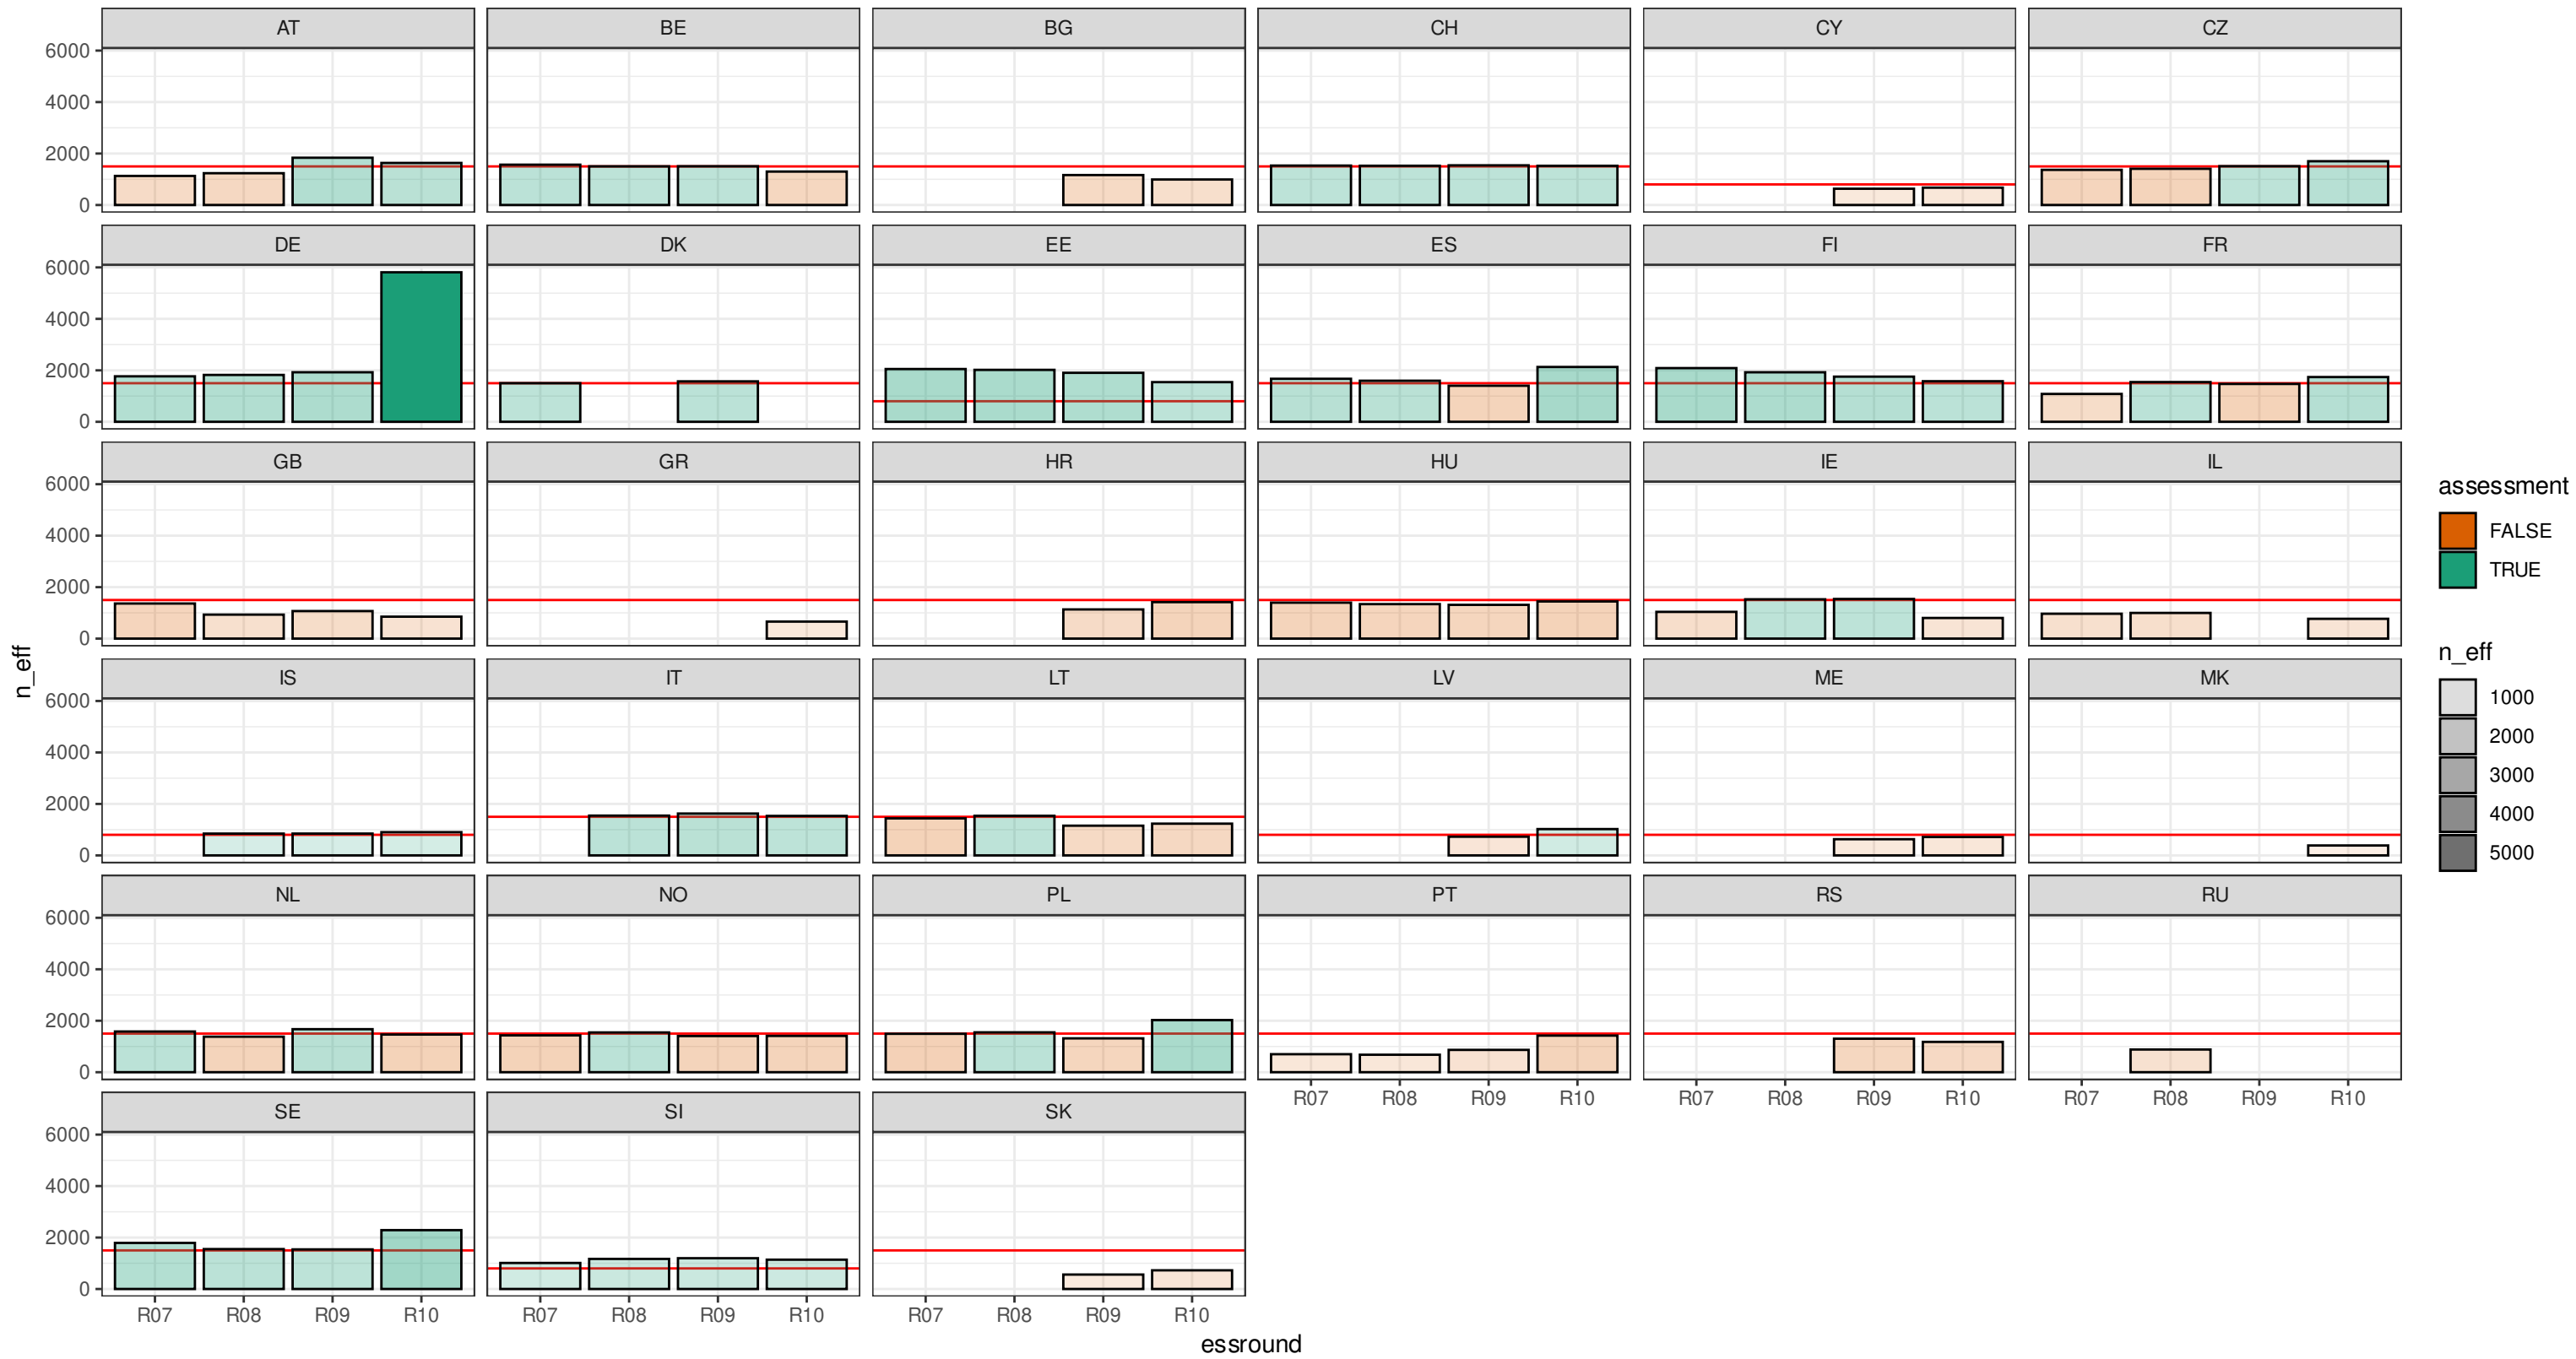 AT BE BG CH CY CZ
6000
4000
2000
0
DE DK EE ES FI FR
6000
4000
2000
0
GB GR HR HU IE IL
6000
4000
2000
0
IS IT LT LV ME MK
6000
4000
2000
0
NL NO PL PT RS RU
6000
4000
2000
0
R07 R08 R09 R10 R07 R08 R09 R10 R07 R08 R09 R10
SE SI SK
6000
4000
2000
0
R07 R08 R09 R10 R07 R08 R09 R10 R07 R08 R09 R10
essround
n_eff
assessment
FALSE
TRUE
n_eff
1000
2000
3000
4000
5000